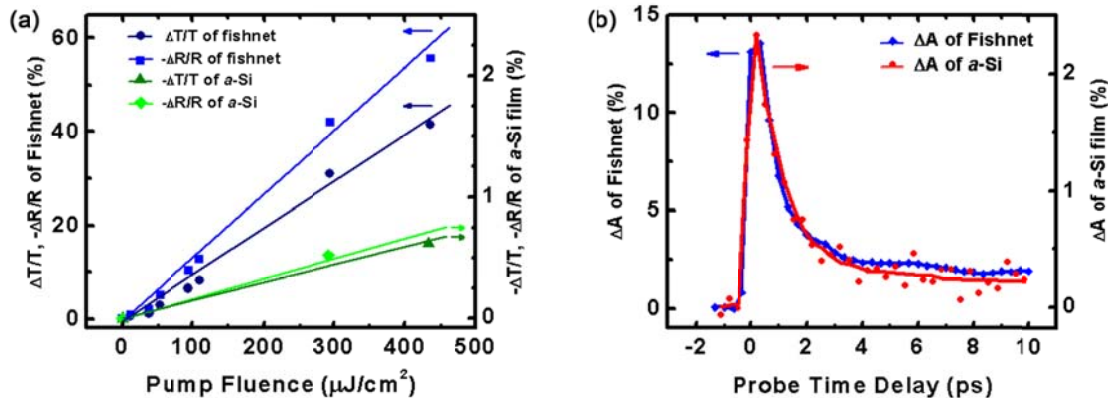 (a)
60
40
20
0
ΔT/T, -ΔR/R of Fishnet (%)
ΔT/T of fishnet
-ΔR/R of fishnet
-ΔT/T of a-Si
-ΔR/R of a-Si
2
1
0
-ΔT/T, -ΔR/R of a-Si film (%)
0 100 200 300 400 500
Pump Fluence (μJ/cm²)
(b)
15
10
5
0
ΔA of Fishnet (%)
ΔA of Fishnet
ΔA of a-Si
2
1
0
ΔA of a-Si film (%)
-2 0 2 4 6 8 10
Probe Time Delay (ps)